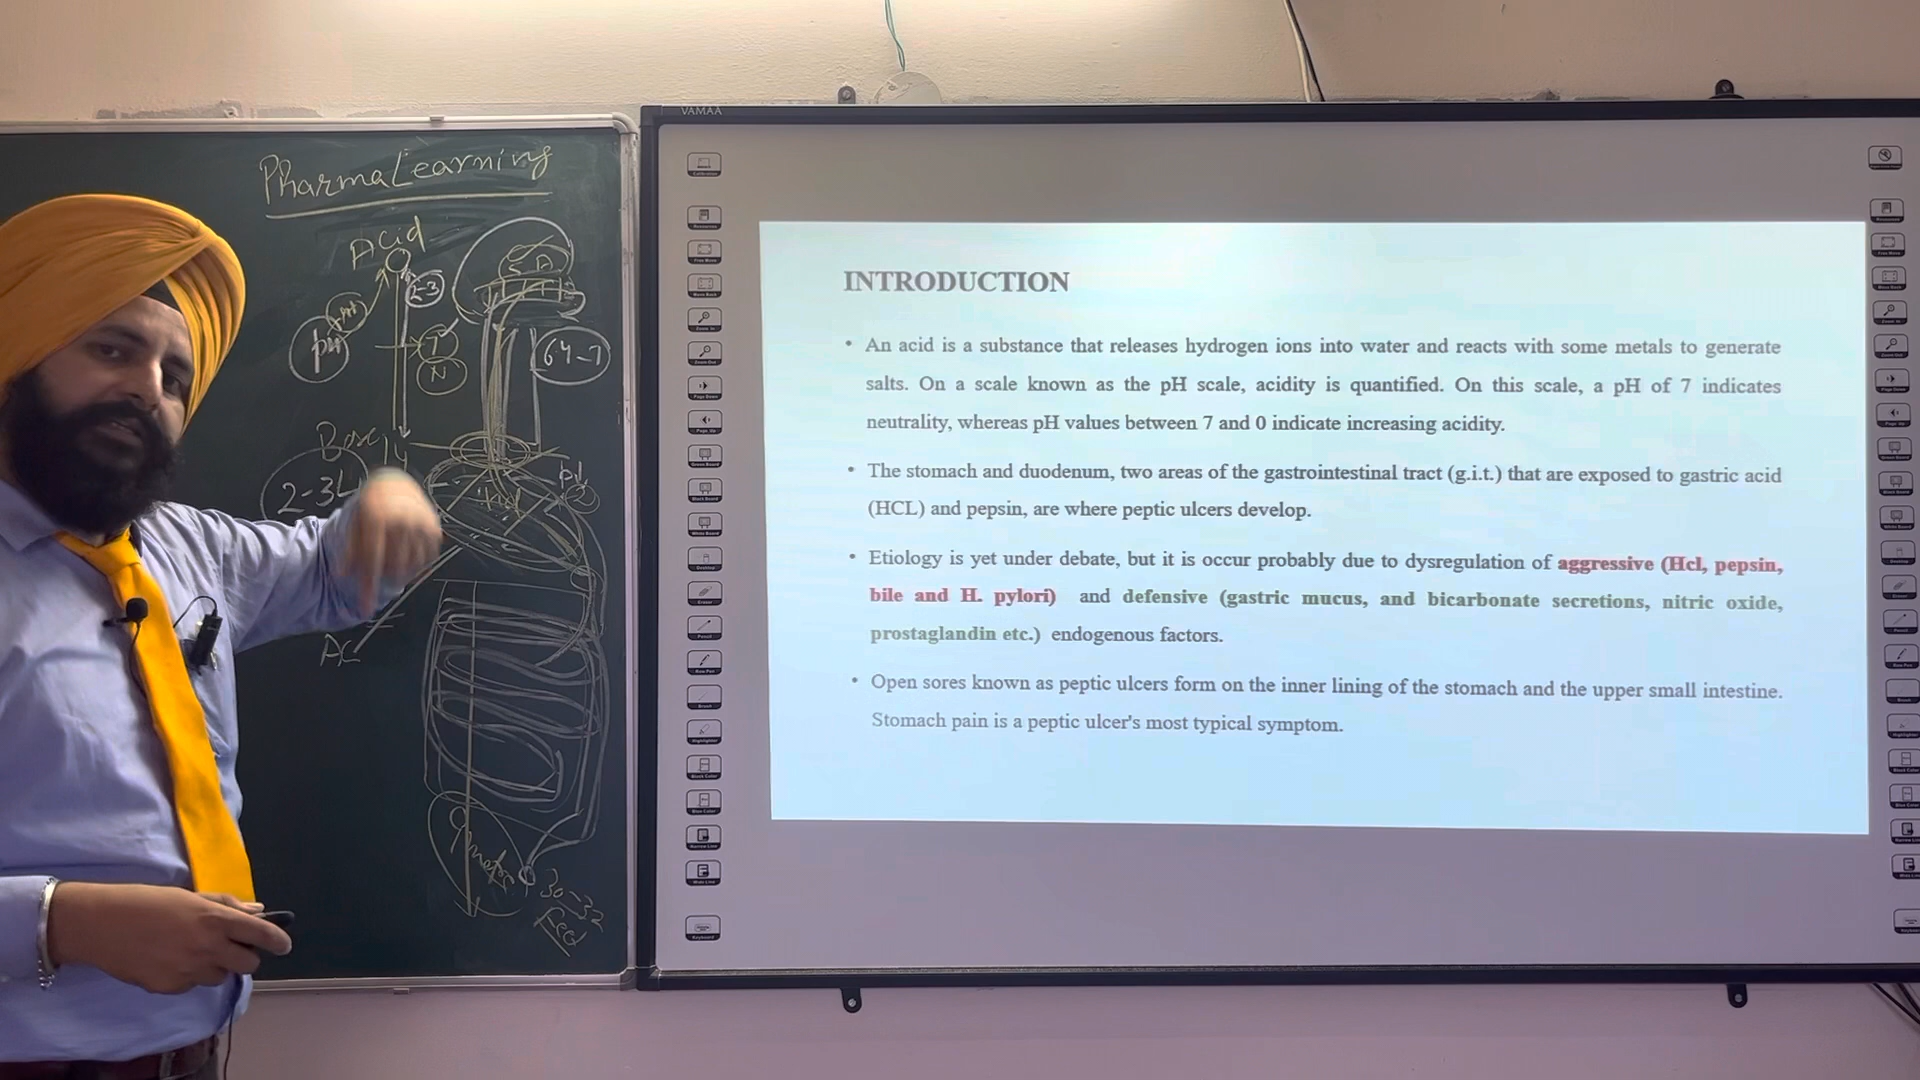 PharmaLearning
Acid
2-3
7
N
6.4-7
Base
14
2-3L
30-32
Feet
VAMAA
INTRODUCTION
• An acid is a substance that releases hydrogen ions into water and reacts with some metals to generate
salts. On a scale known as the pH scale, acidity is quantified. On this scale, a pH of 7 indicates
neutrality, whereas pH values between 7 and 0 indicate increasing acidity.
• The stomach and duodenum, two areas of the gastrointestinal tract (g.i.t.) that are exposed to gastric acid
(HCL) and pepsin, are where peptic ulcers develop.
• Etiology is yet under debate, but it is occur probably due to dysregulation of aggressive (Hcl, pepsin,
bile and H. pylori) and defensive (gastric mucus, and bicarbonate secretions, nitric oxide,
prostaglandin etc.) endogenous factors.
• Open sores known as peptic ulcers form on the inner lining of the stomach and the upper small intestine.
Stomach pain is a peptic ulcer's most typical symptom.